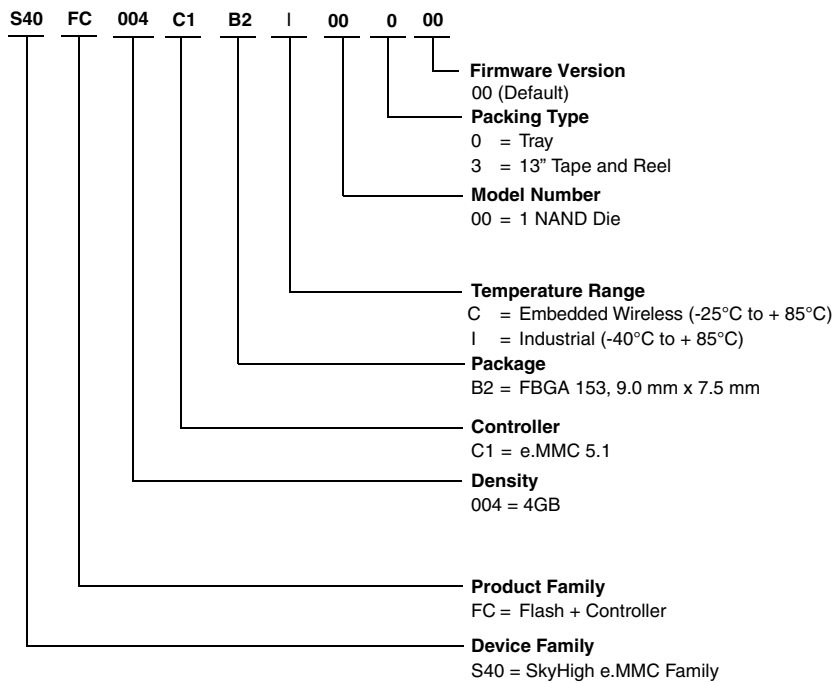 S40 FC 004 C1 B2 I 00 0 00
Firmware Version
00 (Default)
Packing Type
0 = Tray
3 = 13” Tape and Reel
Model Number
00 = 1 NAND Die
Temperature Range
C = Embedded Wireless (-25°C to + 85°C)
I = Industrial (-40°C to + 85°C)
Package
B2 = FBGA 153, 9.0 mm x 7.5 mm
Controller
C1 = e.MMC 5.1
Density
004 = 4GB
Product Family
FC = Flash + Controller
Device Family
S40 = SkyHigh e.MMC Family